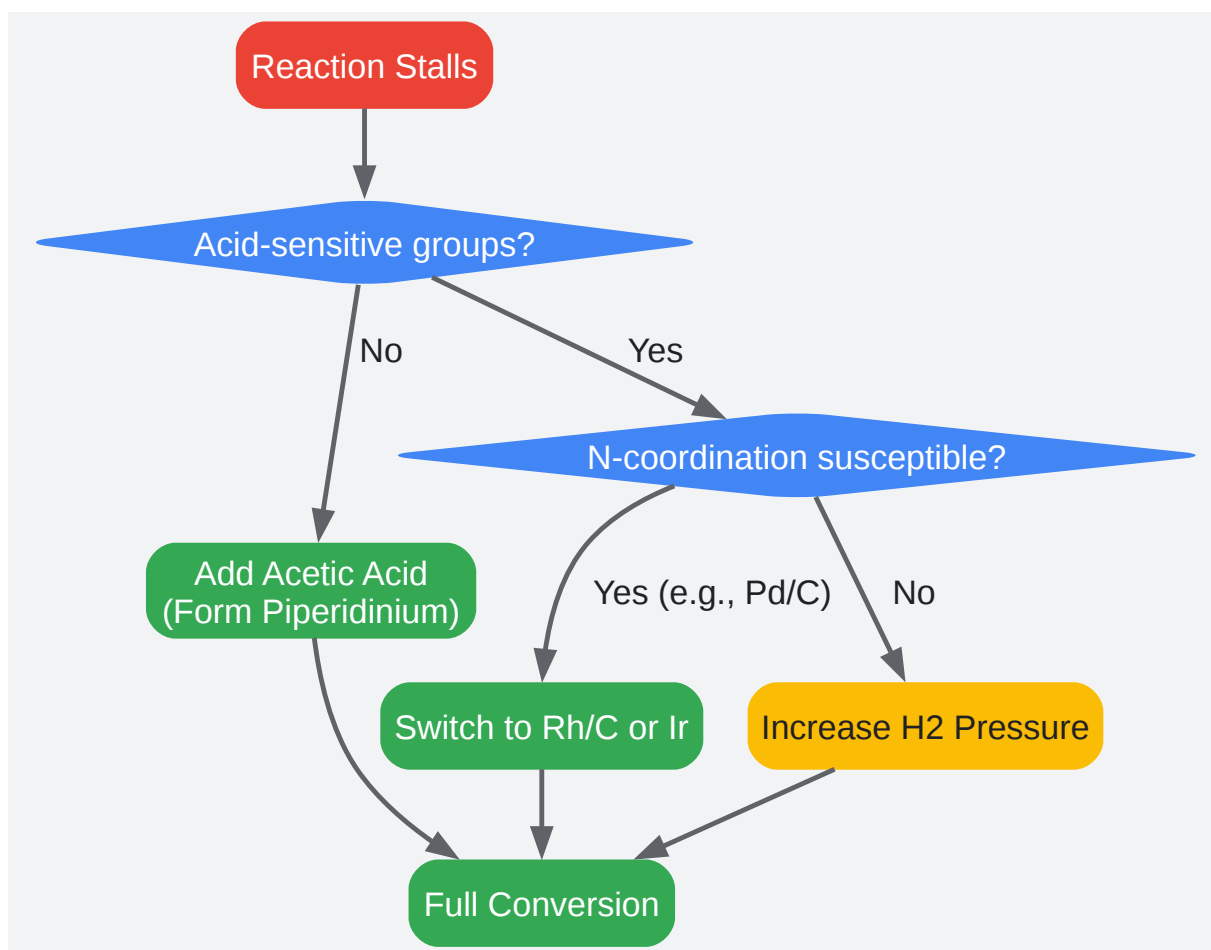 Reaction Stalls
Acid-sensitive groups?
No
Yes
N-coordination susceptible?
Add Acetic Acid
(Form Piperidinium)
Yes (e.g., Pd/C)
No
Switch to Rh/C or Ir
Increase H2 Pressure
Full Conversion